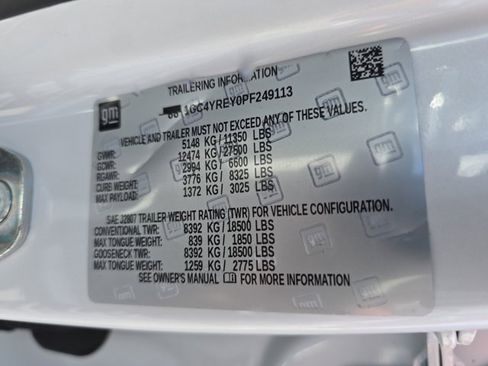 TRAILERING INFORMATION
gm
1GC4YREY0PF249113
VEHICLE AND TRAILER MUST NOT EXCEED ANY OF THESE VALUES.
GVWR: 5148 KG/ 11350 LBS
GCWR: 12474 KG/ 27500 LBS
RGAWR: 2994 KG/ 6600 LBS
CURB WEIGHT: 3776 KG/ 8325 LBS
MAX PAYLOAD: 1372 KG/ 3025 LBS
SAE J2807 TRAILER WEIGHT RATING (TWR) FOR VEHICLE CONFIGURATION.
CONVENTIONAL TWR: 8392 KG/ 18500 LBS
MAX TONGUE WEIGHT: 839 KG/ 1850 LBS
GOOSENECK TWR: 8392 KG/ 18500 LBS
MAX TONGUE WEIGHT: 1259 KG/ 2775 LBS
SEE OWNER'S MANUAL FOR MORE INFORMATION